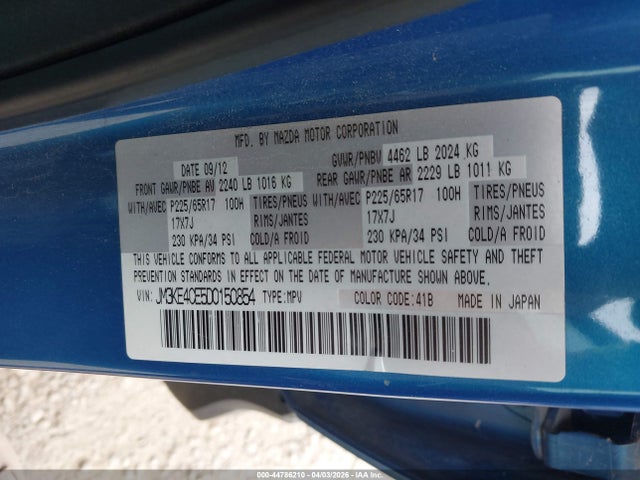 MFD. BY MAZDA MOTOR CORPORATION
DATE 09/12 GVWR/PNBV 4462 LB 2024 KG
FRONT GAWR/PNBE AV 2240 LB 1016 KG REAR GAWR/PNBE AR 2229 LB 1011 KG
WITH/AVEC P225/65R17 100H TIRES/PNEUS WITH/AVEC P225/65R17 100H TIRES/PNEUS
17X7J RIMS/JANTES 17X7J RIMS/JANTES
230 KPA/34 PSI COLD/A FROID 230 KPA/34 PSI COLD/A FROID
THIS VEHICLE CONFORMS TO ALL APPLICABLE FEDERAL MOTOR VEHICLE SAFETY AND THEFT
PREVENTION STANDARDS IN EFFECT ON THE DATE OF MANUFACTURE SHOWN ABOVE.
VIN: JM3KE4CE5D0150854 TYPE:MPV COLOR CODE:41B MADE IN JAPAN
000-44786210 | 04/03/2026 - IAA Inc.